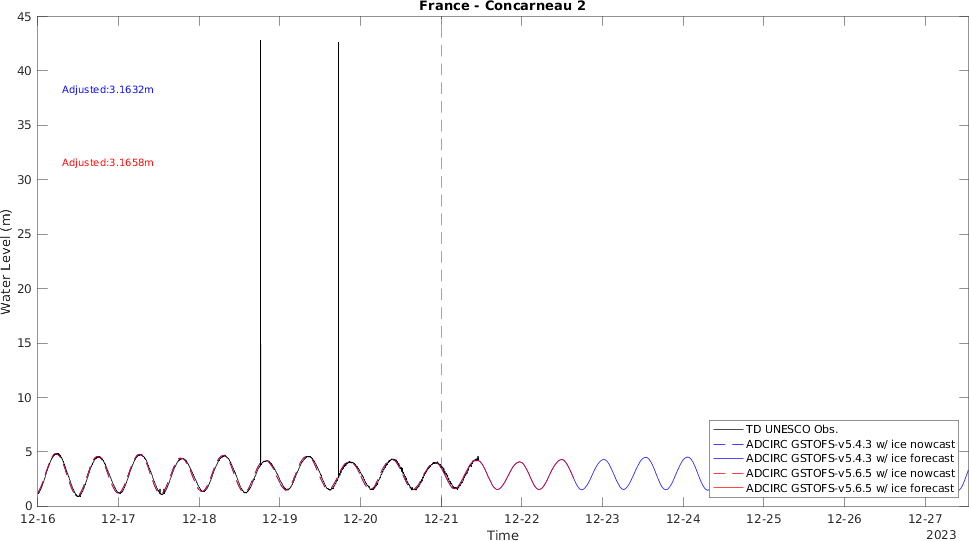 France - Concarneau 2
Water Level (m)
45
40
35
30
25
20
15
10
5
0
Adjusted:3.1632m
Adjusted:3.1658m
TD UNESCO Obs.
ADCIRC GSTOFS-v5.4.3 w/ ice nowcast
ADCIRC GSTOFS-v5.4.3 w/ ice forecast
ADCIRC GSTOFS-v5.6.5 w/ ice nowcast
ADCIRC GSTOFS-v5.6.5 w/ ice forecast
12-16 12-17 12-18 12-19 12-20 12-21 12-22 12-23 12-24 12-25 12-26 12-27
Time
2023